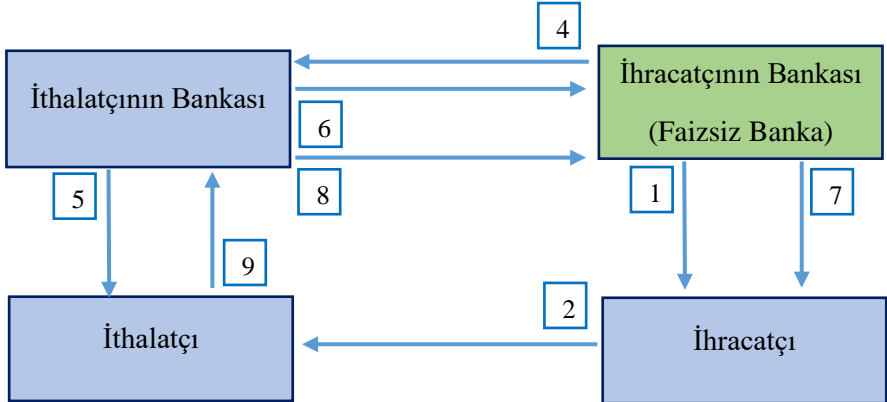 4
İthalatçının Bankası
İhracatçının Bankası
(Faizsiz Banka)
6
5
8
1
7
9
2
İthalatçı
İhracatçı